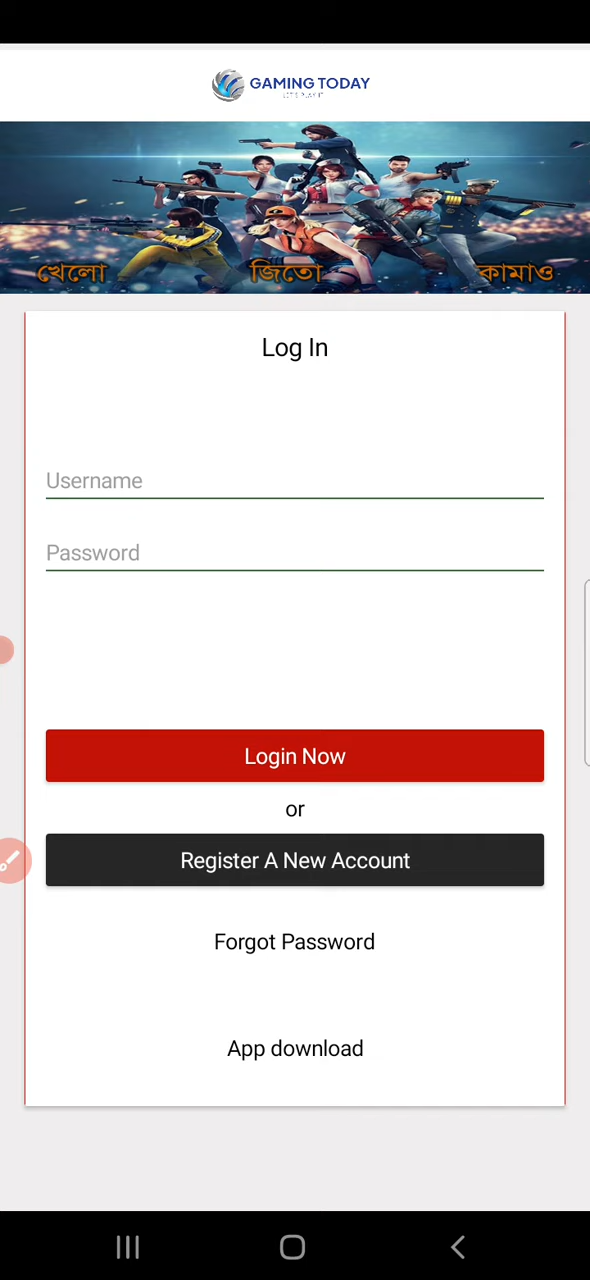 GAMING TODAY
খেলো জিতো কামাও
Log In
Username
Password
Login Now
or
Register A New Account
Forgot Password
App download